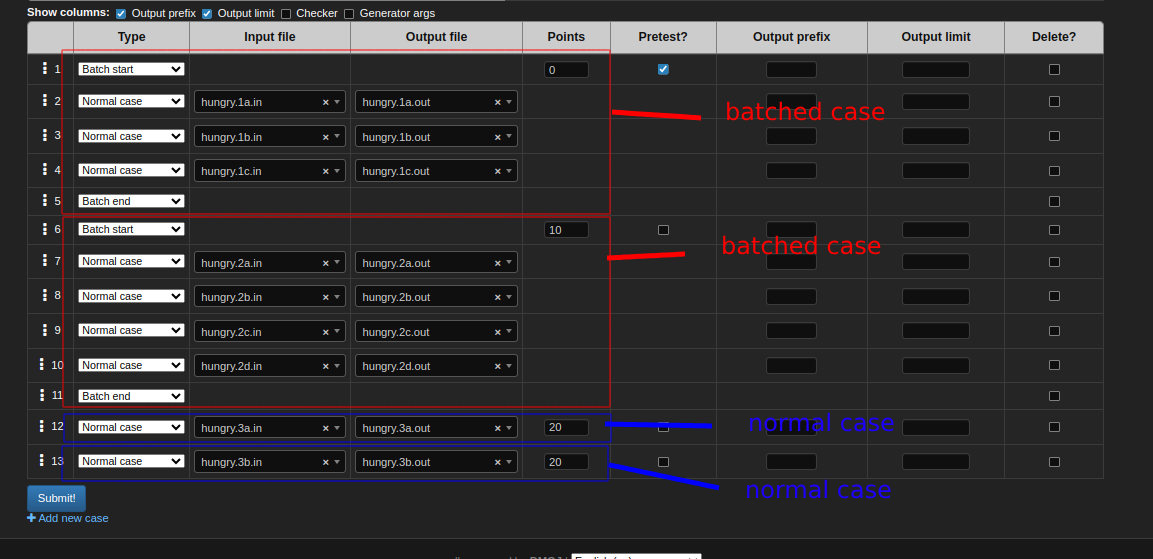 Show columns: Output prefix Output limit Checker Generator args
Type Input file Output file Points Pretest? Output prefix Output limit Delete?
1 Batch start 0
2 Normal case hungry.1a.in × hungry.1a.out × batched case
3 Normal case hungry.1b.in × hungry.1b.out ×
4 Normal case hungry.1c.in × hungry.1c.out ×
5 Batch end
6 Batch start 10 batched case
7 Normal case hungry.2a.in × hungry.2a.out ×
8 Normal case hungry.2b.in × hungry.2b.out ×
9 Normal case hungry.2c.in × hungry.2c.out ×
10 Normal case hungry.2d.in × hungry.2d.out ×
11 Batch end
12 Normal case hungry.3a.in × hungry.3a.out × 20 normal case
13 Normal case hungry.3b.in × hungry.3b.out × 20
normal case
Submit!
+ Add new case